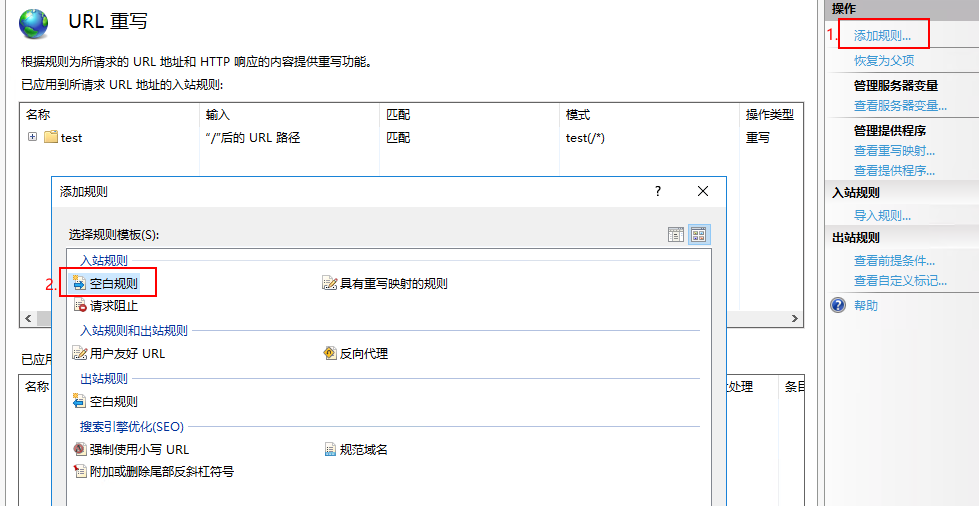 URL 重写
根据规则为所请求的 URL 地址和 HTTP 响应的内容提供重写功能。
已应用到所请求 URL 地址的入站规则:
名称 输入 匹配 模式 操作类型
test “/”后的 URL 路径 匹配 test(/*) 重写
添加规则 ?
选择规则模板(S):
入站规则
2. 空白规则 具有重写映射的规则
请求阻止
入站规则和出站规则
用户友好 URL 反向代理
出站规则
空白规则
搜索引擎优化(SEO)
强制使用小写 URL 规范域名
附加或删除尾部反斜杠符号
已应用
名称 处理 条目
操作
1. 添加规则...
恢复为父项
管理服务器变量
查看服务器变量...
管理提供程序
查看重写映射...
查看提供程序...
入站规则
导入规则...
出站规则
查看前提条件...
查看自定义标记...
帮助